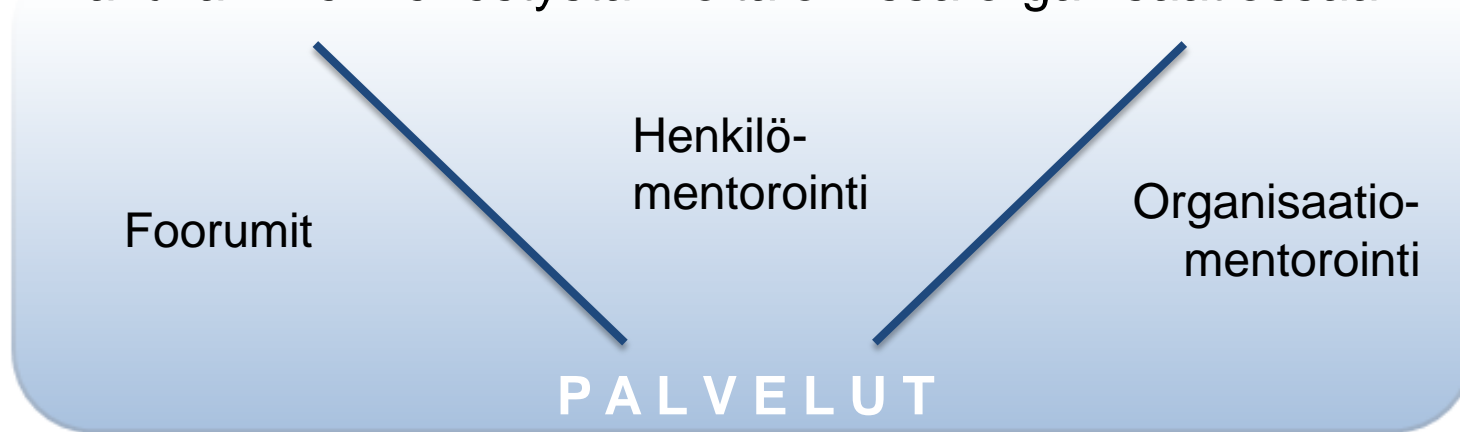 Foorumit
Henkilö-
mentorointi
Organisaatio-
mentorointi
P A L V E L U T